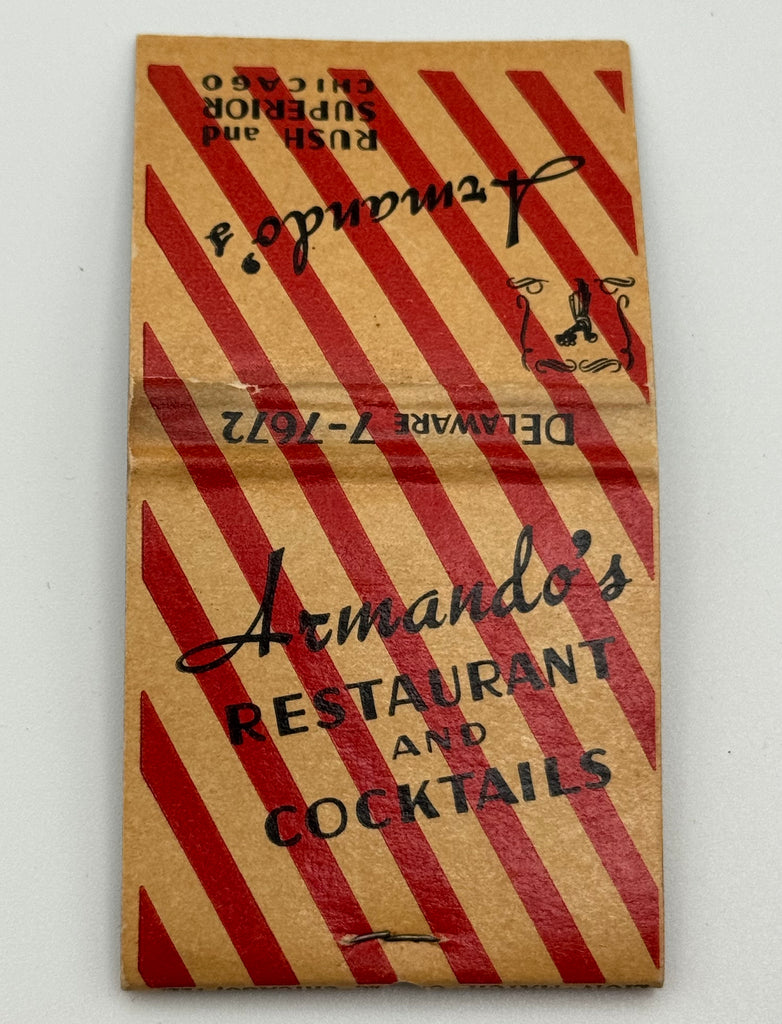 RUSH and
SUPERIOR
CHICAGO
Armando's
DELAWARE 7-7672
Armando's
RESTAURANT
AND
COCKTAILS